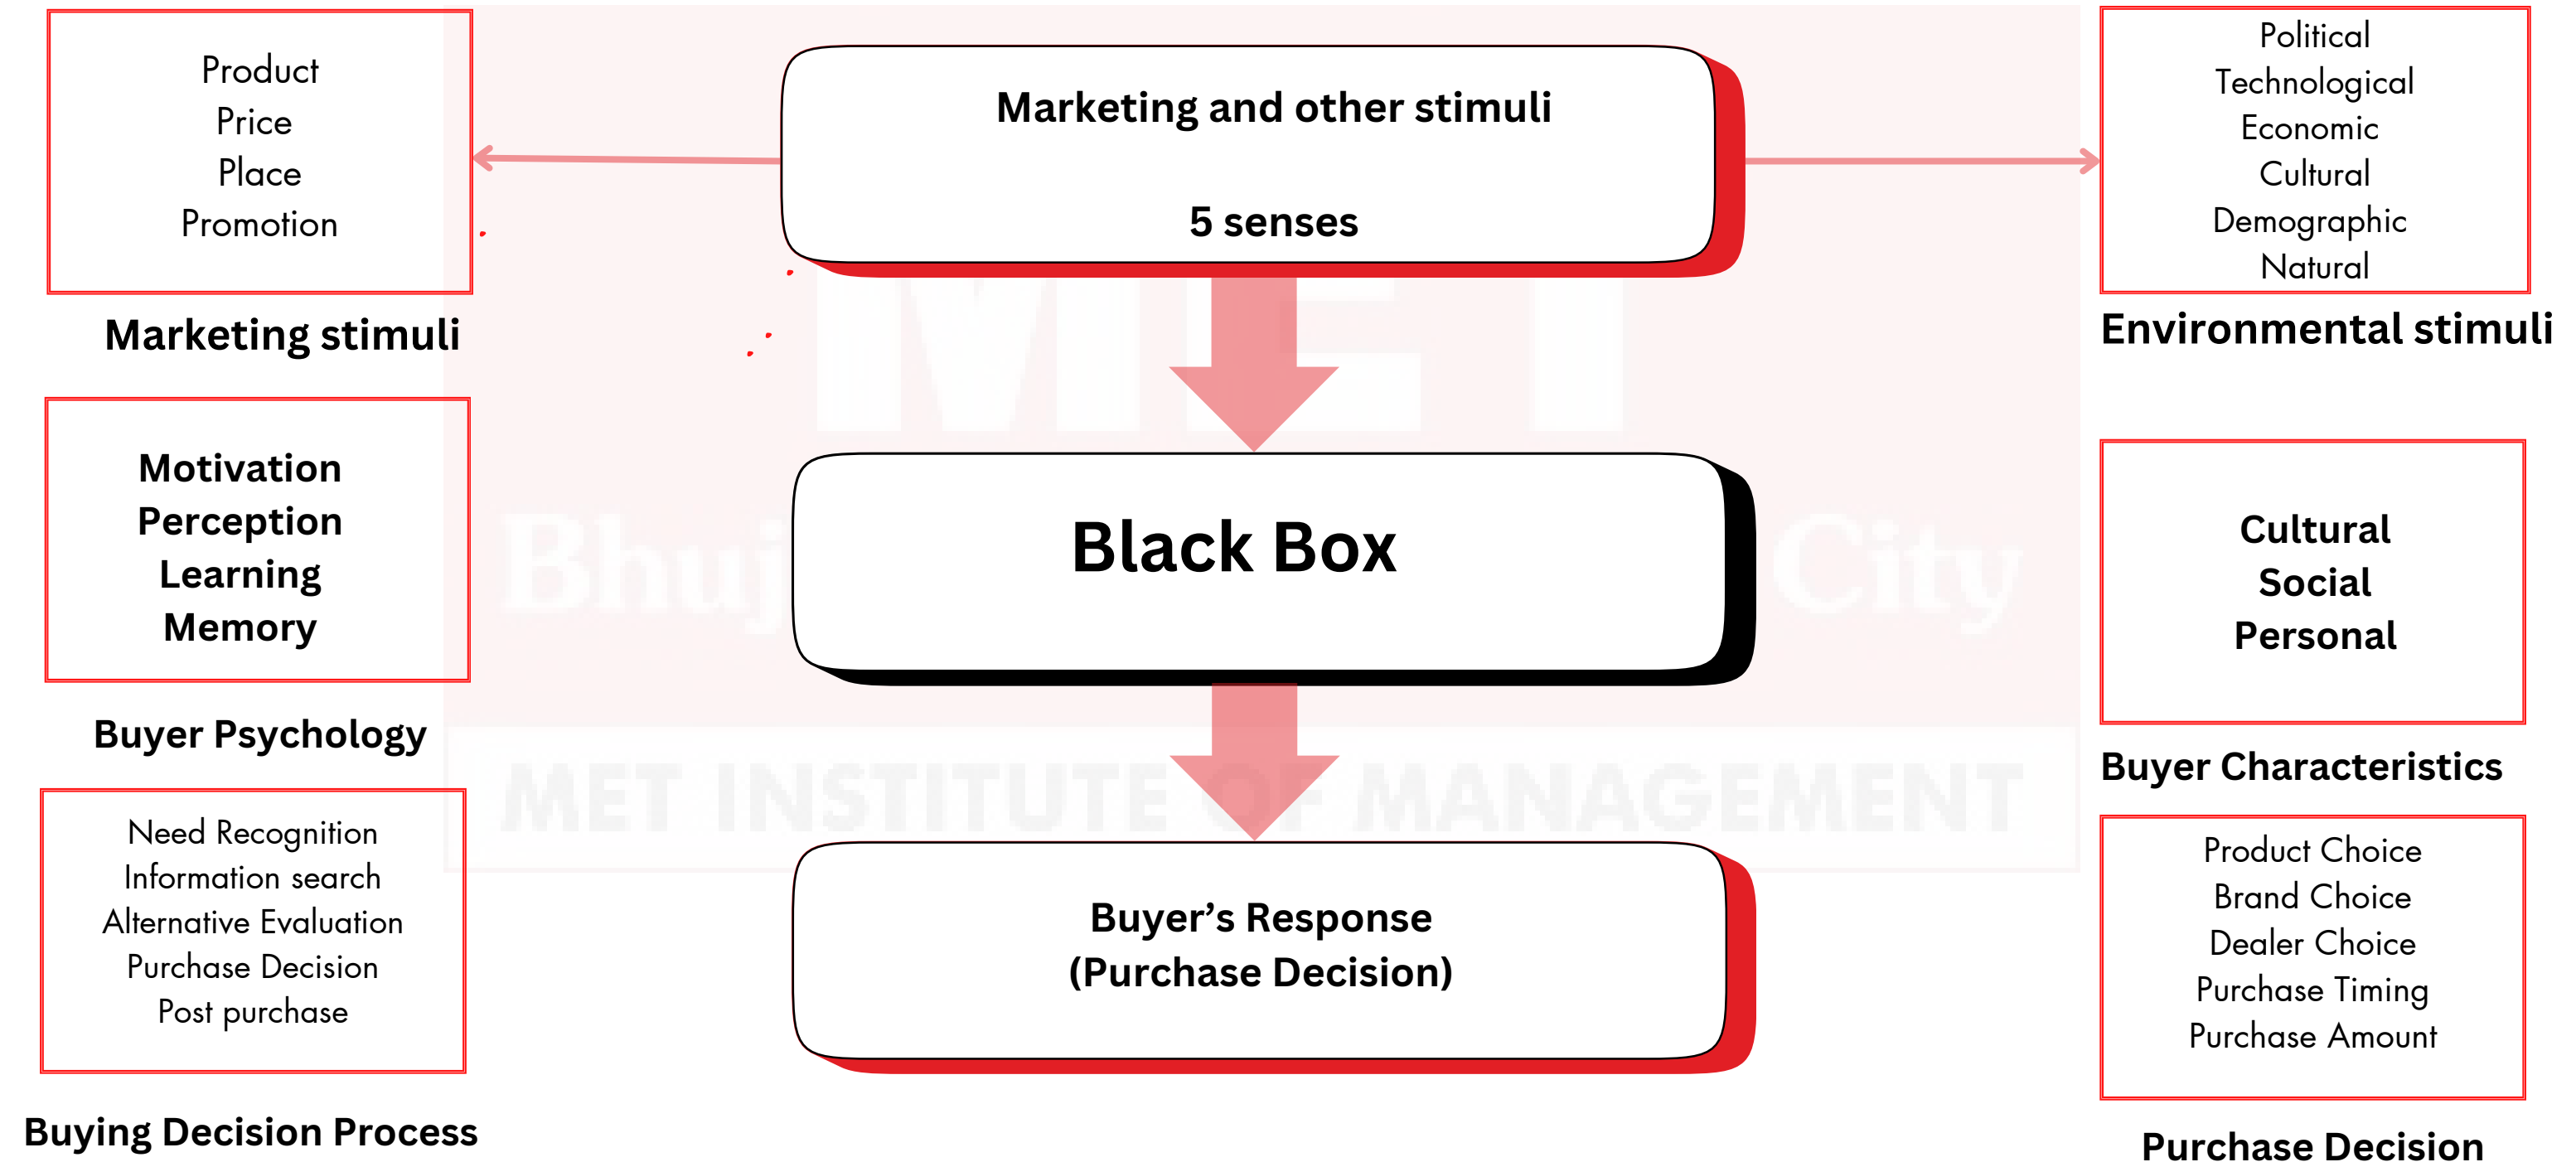 Product
Price
Place
Promotion
Marketing stimuli
Marketing and other stimuli
5 senses
Political
Technological
Economic
Cultural
Demographic
Natural
Environmental stimuli
MET
Motivation
Perception
Learning
Memory
Buyer Psychology
Bhuj
Black Box
City
Cultural
Social
Personal
Buyer Characteristics
MET INSTITUTE OF MANAGEMENT
Need Recognition
Information search
Alternative Evaluation
Purchase Decision
Post purchase
Buying Decision Process
Buyer’s Response
(Purchase Decision)
Product Choice
Brand Choice
Dealer Choice
Purchase Timing
Purchase Amount
Purchase Decision